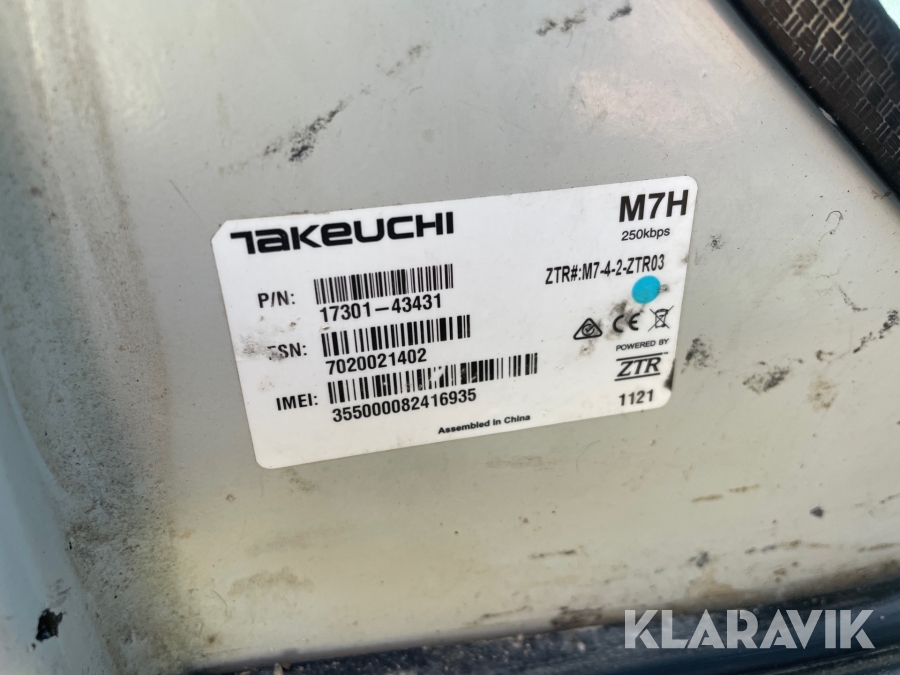 TAKEUCHI
M7H
250kbps
ZTR#:M7-4-2-ZTR03
P/N:
17301-43431
ESN:
7020021402
IMEI:
355000082416935
CE
POWERED BY
ZTR
1121
Assembled in China
KLARAVIK